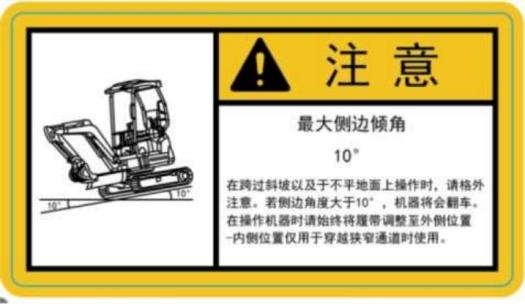 注意
最大侧边倾角
10°
10° 10°
在跨过斜坡以及于不平地面上操作时，请格外
注意。若侧边角度大于10°，机器将会翻车。
在操作机器时请始终将履带调整至外侧位置
-内侧位置仅用于穿越狭窄通道时使用。